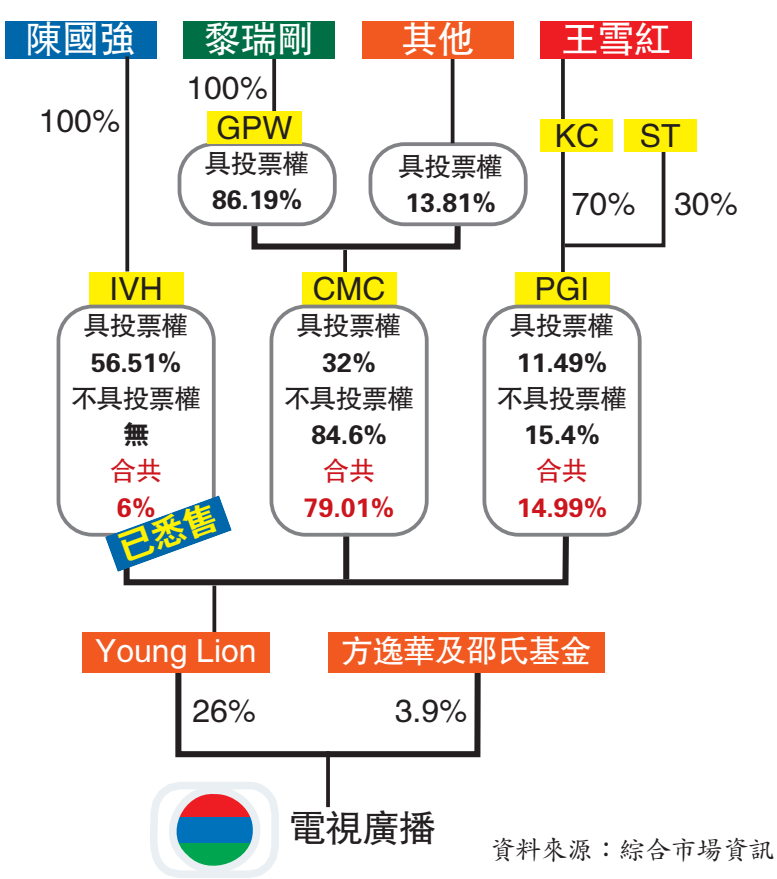 陳國強
黎瑞剛
其他
王雪紅
100%
100%
GPW
具投票權
86.19%
具投票權
13.81%
KC
ST
70%
30%
IVH
具投票權
56.51%
不具投票權
無
合共
6%
已悉售
CMC
具投票權
32%
不具投票權
84.6%
合共
79.01%
PGI
具投票權
11.49%
不具投票權
15.4%
合共
14.99%
Young Lion
方逸華及邵氏基金
26%
3.9%
電視廣播
資料來源：綜合市場資訊